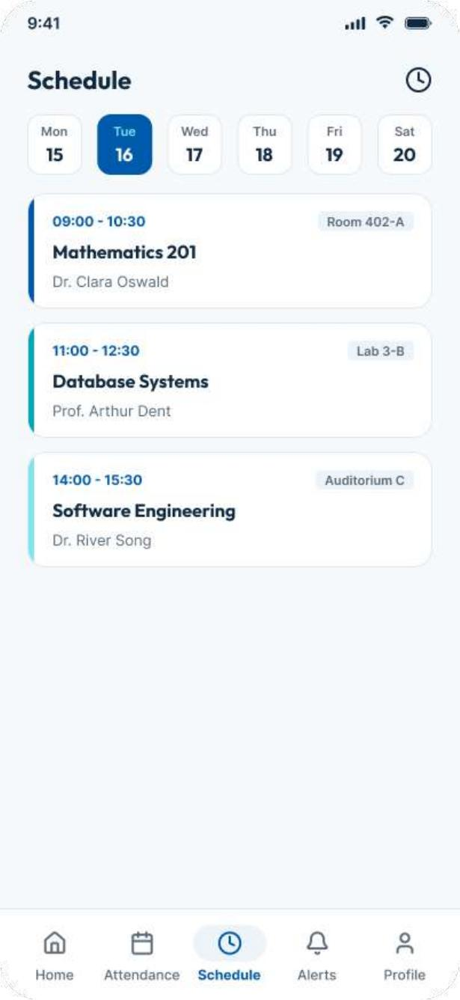 9:41
Schedule
Mon Tue Wed Thu Fri Sat
15 16 17 18 19 20
09:00 - 10:30 Room 402-A
Mathematics 201
Dr. Clara Oswald
11:00 - 12:30 Lab 3-B
Database Systems
Prof. Arthur Dent
14:00 - 15:30 Auditorium C
Software Engineering
Dr. River Song
Home Attendance Schedule Alerts Profile